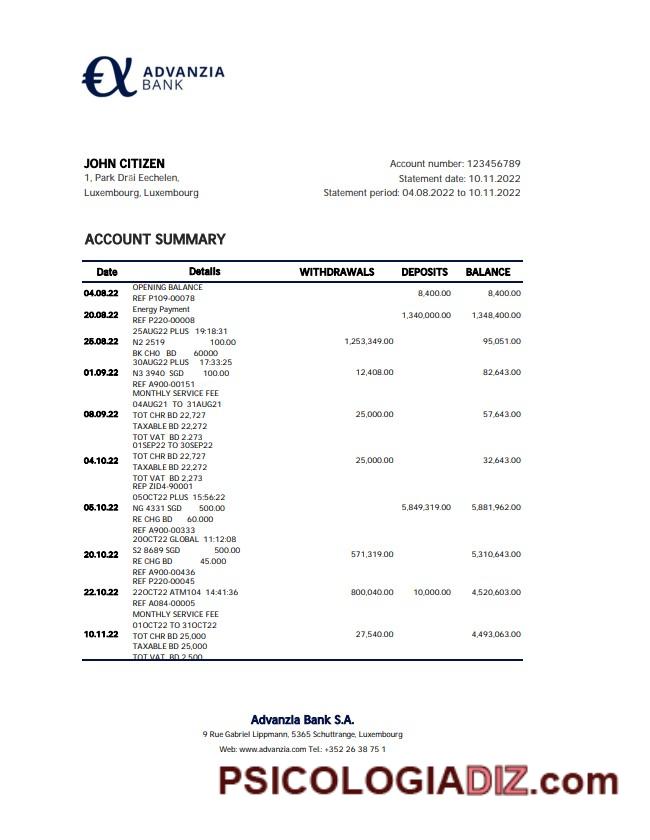 €α ADVANZIA
BANK
JOHN CITIZEN
1, Park Dräi Eechelen,
Luxembourg, Luxembourg
Account number: 123456789
Statement date: 10.11.2022
Statement period: 04.08.2022 to 10.11.2022
ACCOUNT SUMMARY
Date Details WITHDRAWALS DEPOSITS BALANCE
OPENING BALANCE
04.08.22 8,400.00 8,400.00
REF P109-00078
Energy Payment
20.08.22 1,340,000.00 1,348,400.00
REF P220-00008
25AUG22 PLUS 19:18:31
25.08.22 N2 2519 100.00 1,253,349.00 95,051.00
BK CHO BD 60000
30AUG22 PLUS 17:33:25
01.09.22 N3 3940 SGD 100.00 12,408.00 82,643.00
REF A900-00151
MONTHLY SERVICE FEE
04AUG21 TO 31AUG21
08.09.22 TOT CHR BD 22,727 25,000.00 57,643.00
TAXABLE BD 22,272
TOT VAT BD 2.273
01SEP22 TO 30SEP22
04.10.22 TOT CHR BD 22,727 25,000.00 32,643.00
TAXABLE BD 22,272
TOT VAT BD 2,273
REP ZID4-90001
05OCT22 PLUS 15:56:22
05.10.22 NG 4331 SGD 500.00 5,849,319.00 5,881,962.00
RE CHG BD 60.000
REF A900-00333
20OCT22 GLOBAL 11:12:08
20.10.22 S2 8689 SGD 500.00 571,319.00 5,310,643.00
RE CHG BD 45.000
REF A900-00436
REF P220-00045
22.10.22 22OCT22 ATM104 14:41:36 800,040.00 10,000.00 4,520,603.00
REF A084-00005
MONTHLY SERVICE FEE
01OCT22 TO 31OCT22
10.11.22 TOT CHR BD 25,000 27,540.00 4,493,063.00
TAXABLE BD 25,000
TOT VAT BD 2,500
Advanzia Bank S.A.
9 Rue Gabriel Lippmann, 5365 Schuttrange, Luxembourg
Web: www.advanzia.com Tel.: +352 26 38 75 1
PSICOLOGIADIZ.com